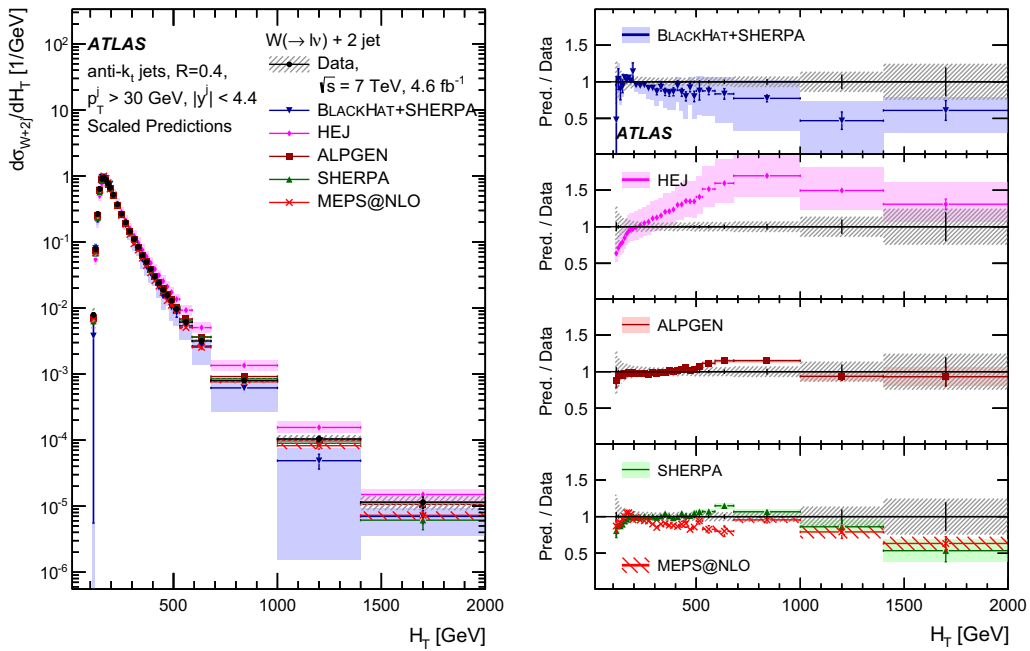 dσ_{W+2j}/dH_T [1/GeV]
10²
10
1
10⁻¹
10⁻²
10⁻³
10⁻⁴
10⁻⁵
10⁻⁶
ATLAS
anti-k_t jets, R=0.4,
p_T^j > 30 GeV, |y^j| < 4.4
Scaled Predictions
W(→ lν) + 2 jet
Data,
√s = 7 TeV, 4.6 fb⁻¹
BLACKHAT+SHERPA
HEJ
ALPGEN
SHERPA
MEPS@NLO
500 1000 1500 2000
H_T [GeV]
Pred. / Data
1.5
1
0.5
BLACKHAT+SHERPA
ATLAS
Pred. / Data
1.5
1
0.5
HEJ
Pred. / Data
1.5
1
0.5
ALPGEN
Pred. / Data
1.5
1
0.5
SHERPA
MEPS@NLO
500 1000 1500 2000
H_T [GeV]